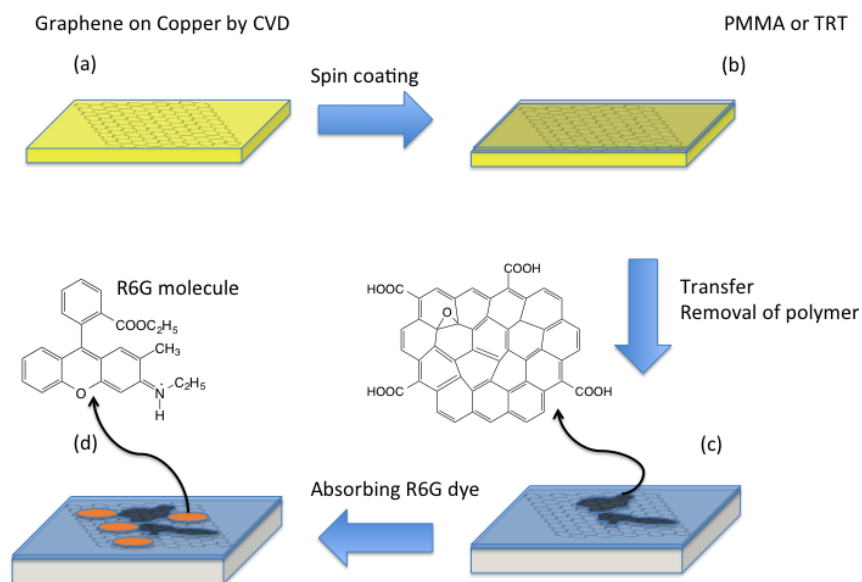 Graphene on Copper by CVD
PMMA or TRT
(a)
(b)
Spin coating
R6G molecule
COOC₂H₅
CH₃
C₂H₅
O
N
H
COOH
HOOC
COOH
O
HOOC
COOH
Transfer
Removal of polymer
(d)
(c)
Absorbing R6G dye